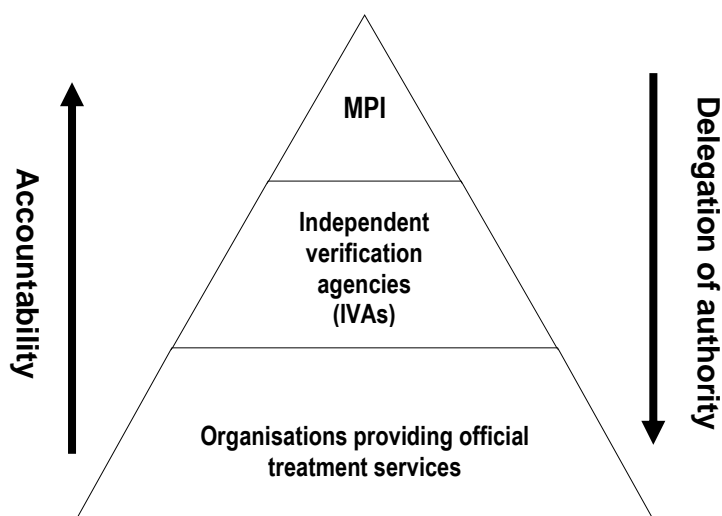 MPI
Accountability
Delegation of authority
Independent
verification
agencies
(IVAs)
Organisations providing official
treatment services